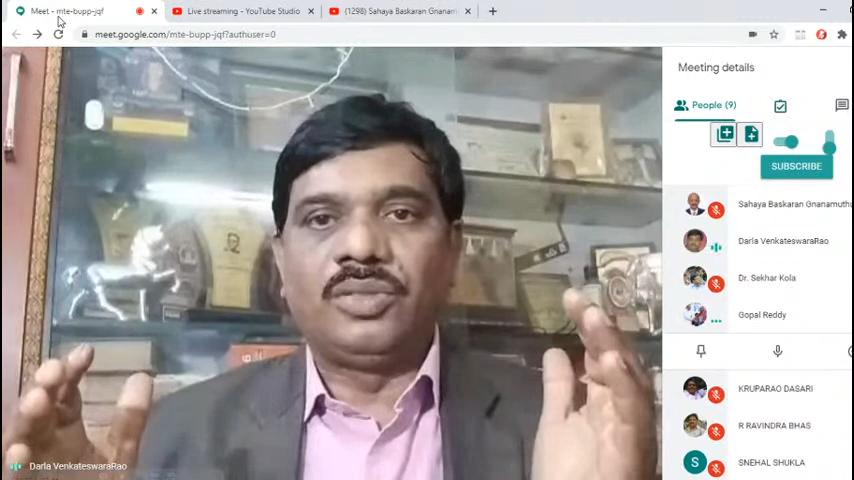 Meet - mte-bupp-jqf
Live streaming - YouTube Studio
(1298) Sahaya Baskaran Gnanam
meet.google.com/mte-bupp-jqf?authuser=0
Meeting details
People (9)
SUBSCRIBE
Sahaya Baskaran Gnanamuthu
Darla VenkateswaraRao
Dr. Sekhar Kola
Gopal Reddy
KRUPARAO DASARI
R RAVINDRA BHAS
S SNEHAL SHUKLA
Darla VenkateswaraRao